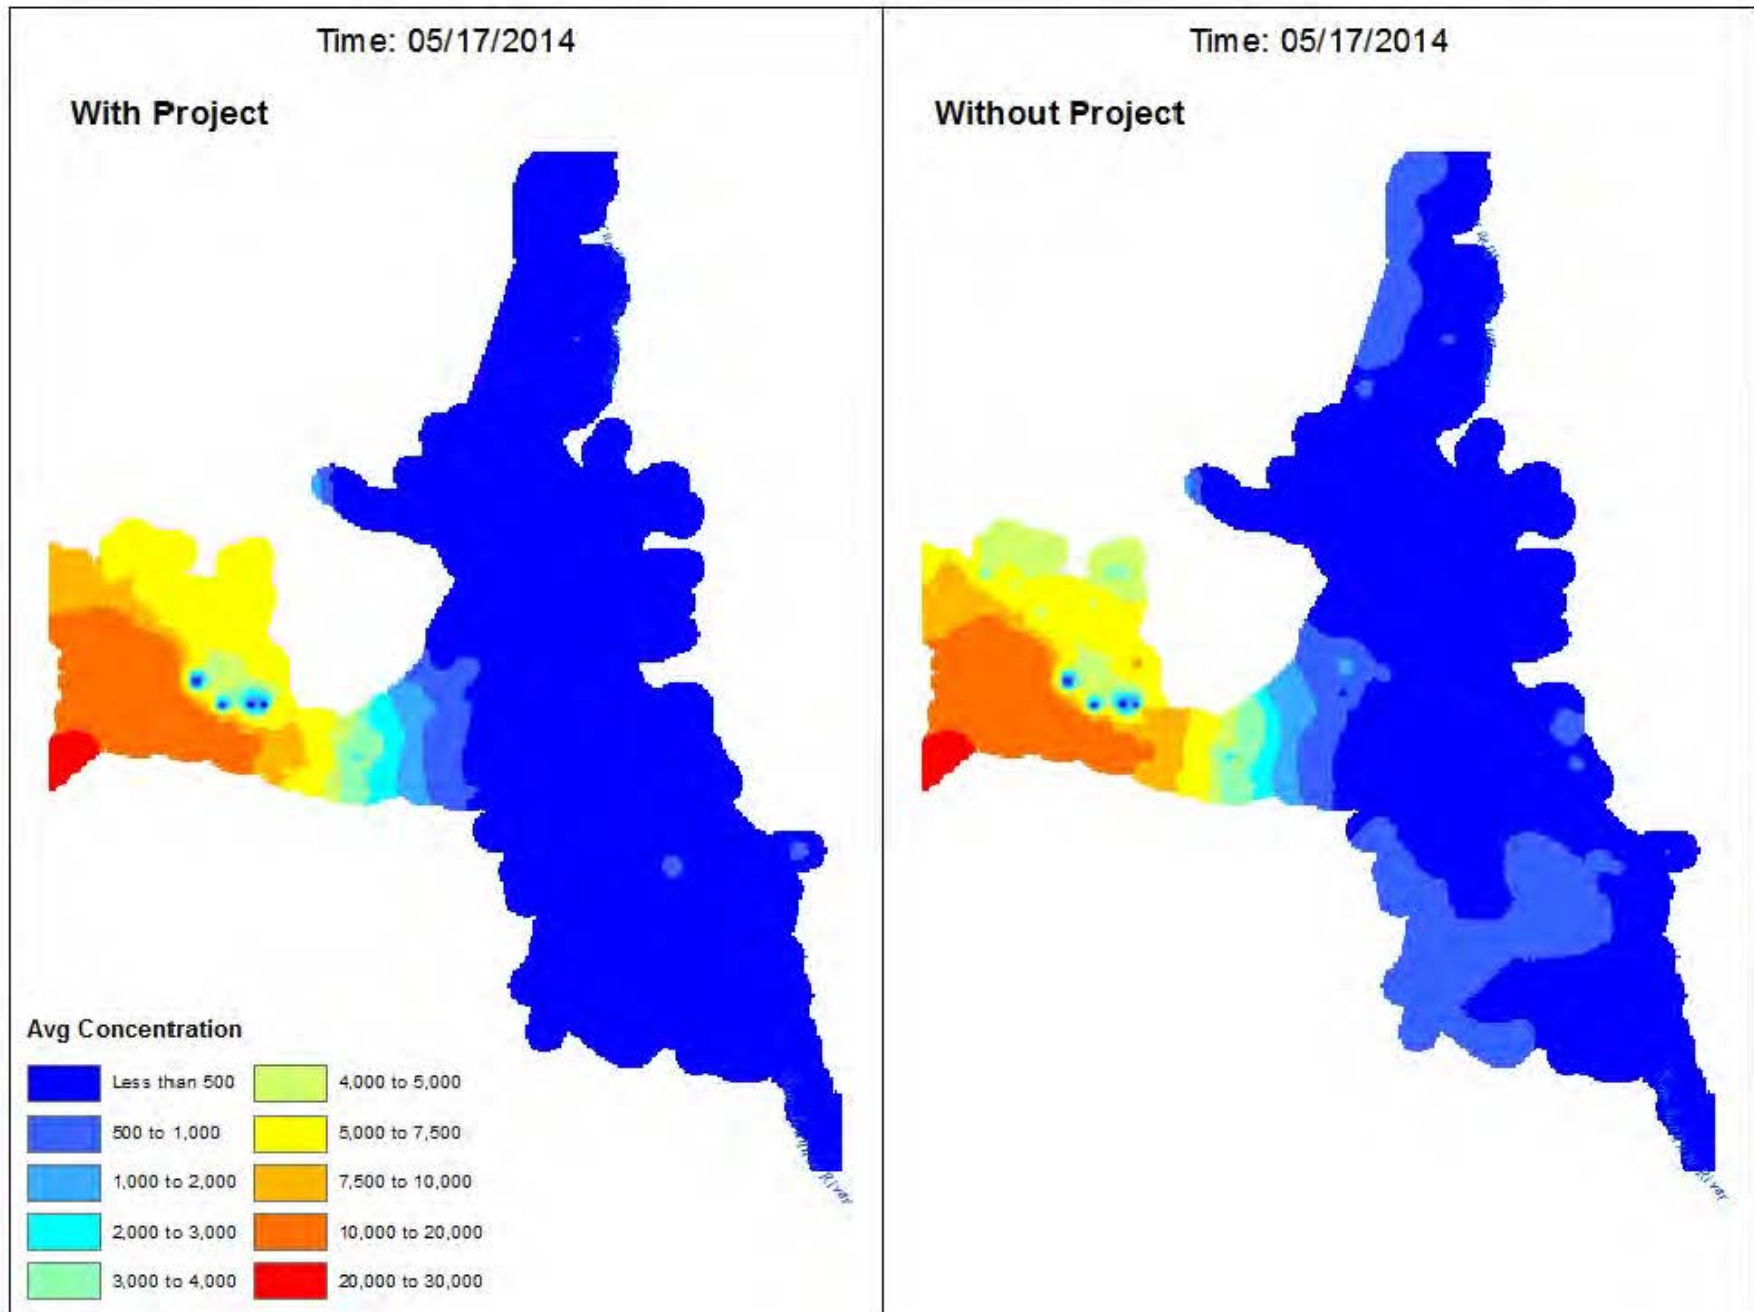 Time: 05/17/2014
With Project
Time: 05/17/2014
Without Project
Avg Concentration
Less than 500
500 to 1,000
1,000 to 2,000
2,000 to 3,000
3,000 to 4,000
4,000 to 5,000
5,000 to 7,500
7,500 to 10,000
10,000 to 20,000
20,000 to 30,000
River
River